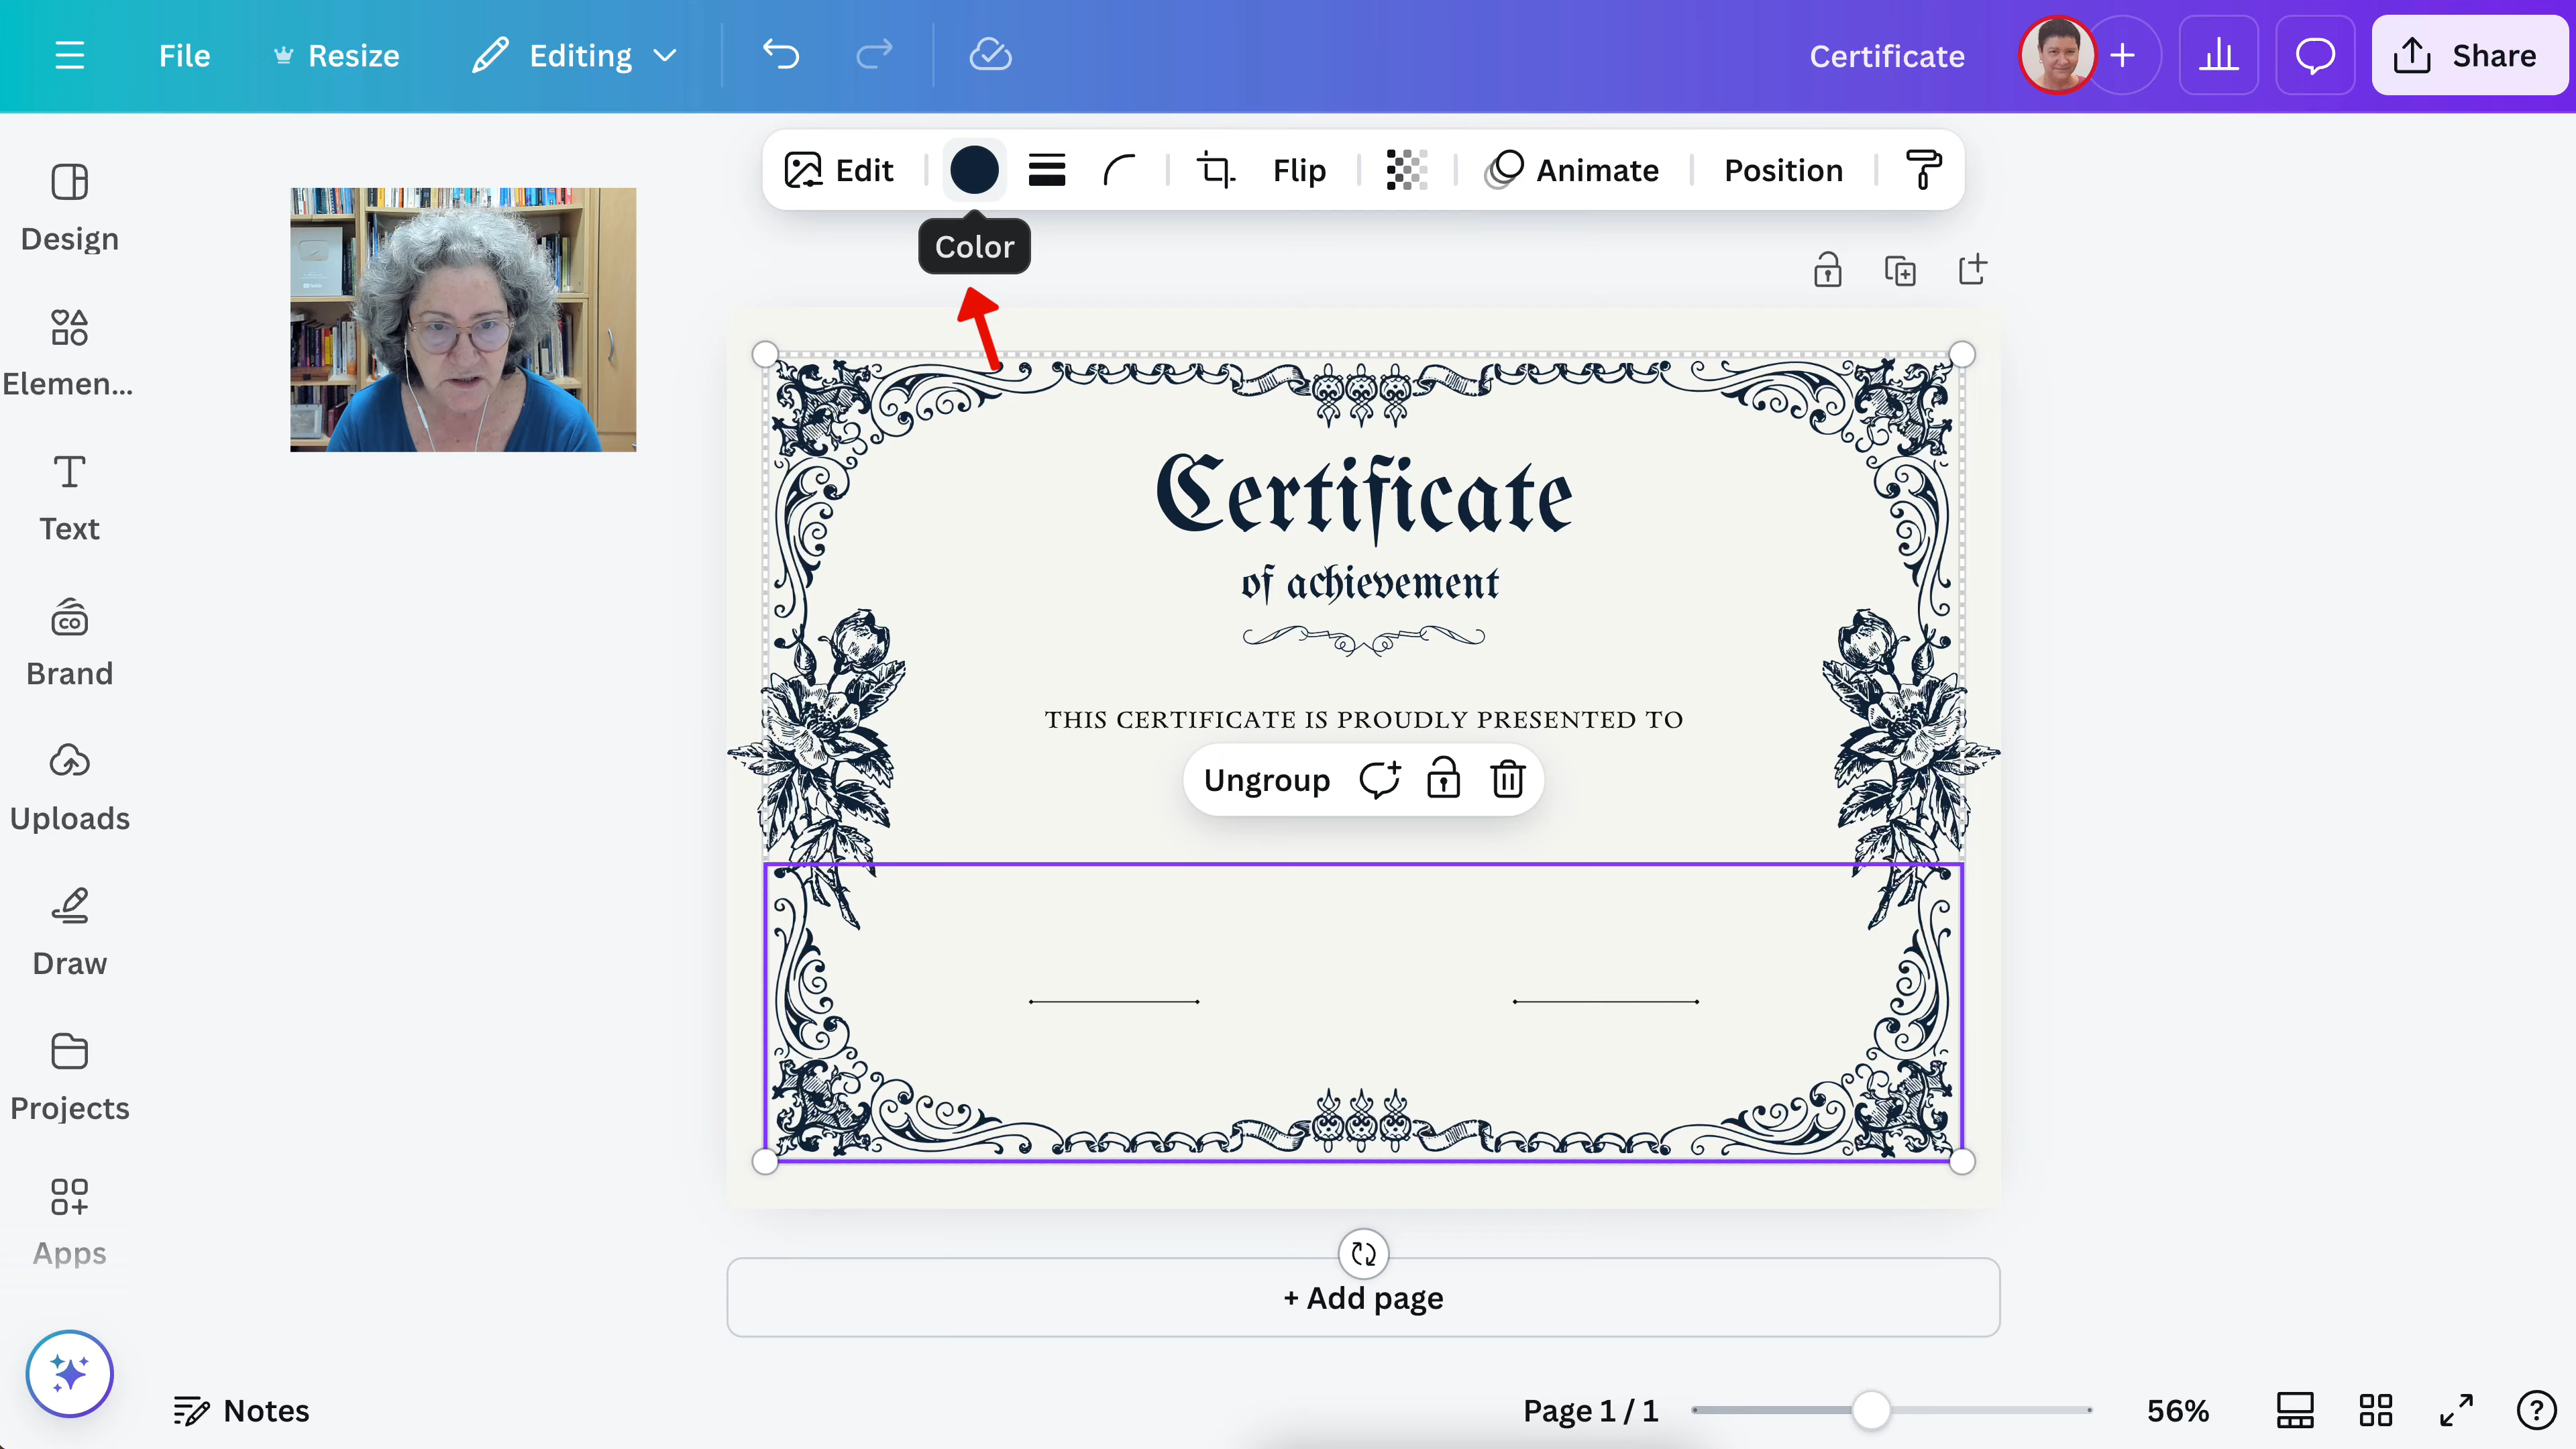 File
Resize
Editing
Certificate
Share
Edit
Flip
Animate
Position
Color
Design
Elemen...
Text
Brand
Uploads
Draw
Projects
Apps
Certificate
of achievement
THIS CERTIFICATE IS PROUDLY PRESENTED TO
Ungroup
+ Add page
Notes
Page 1 / 1
56%